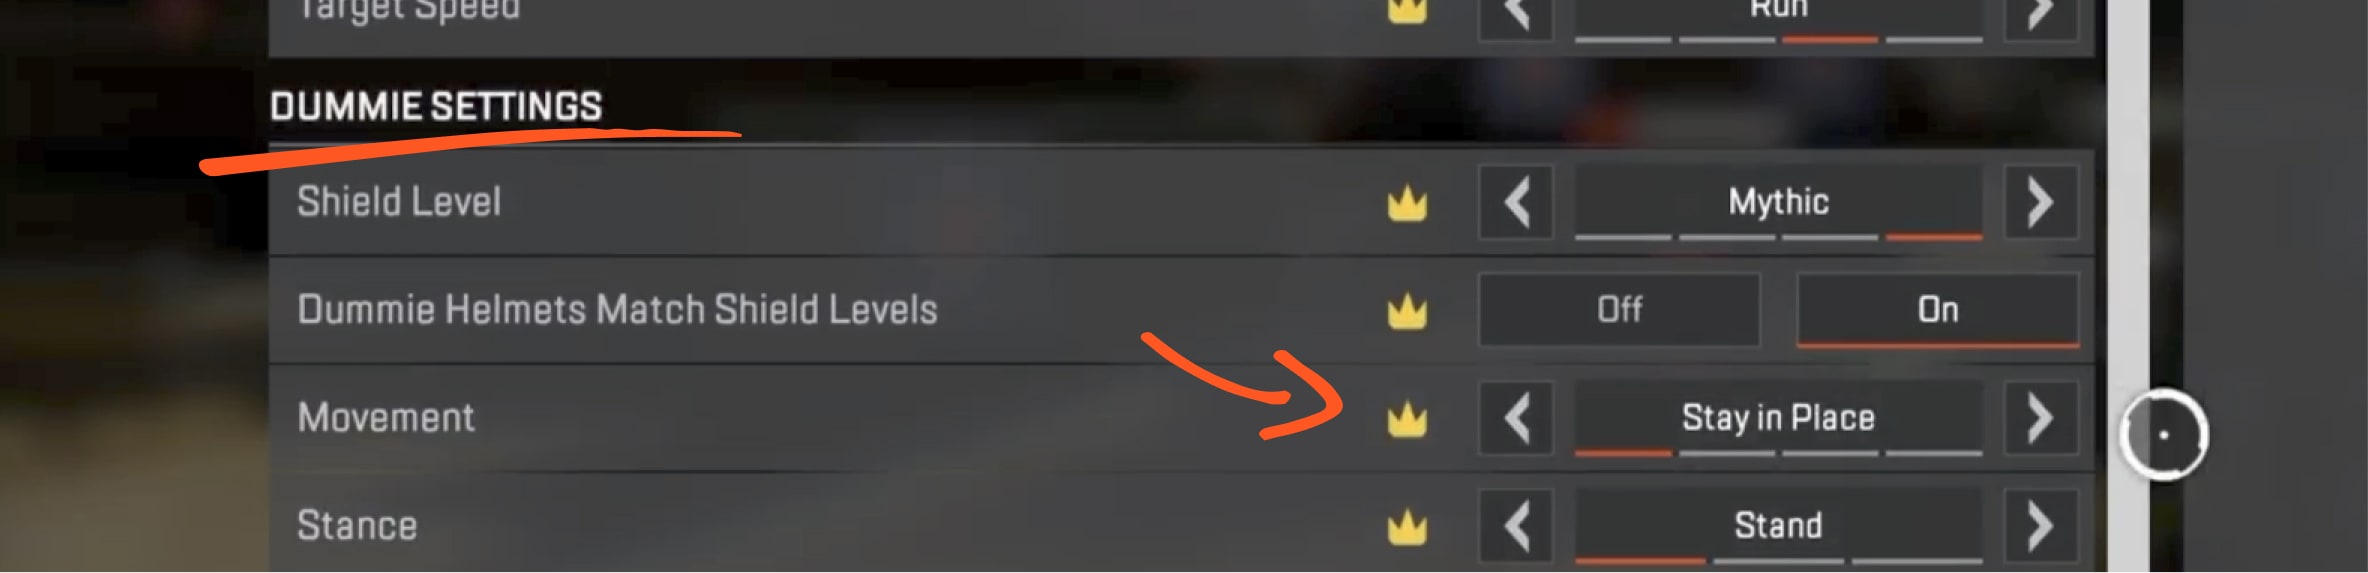 Target Speed
Run
DUMMIE SETTINGS
Shield Level
Mythic
Dummie Helmets Match Shield Levels
Off
On
Movement
Stay in Place
Stance
Stand